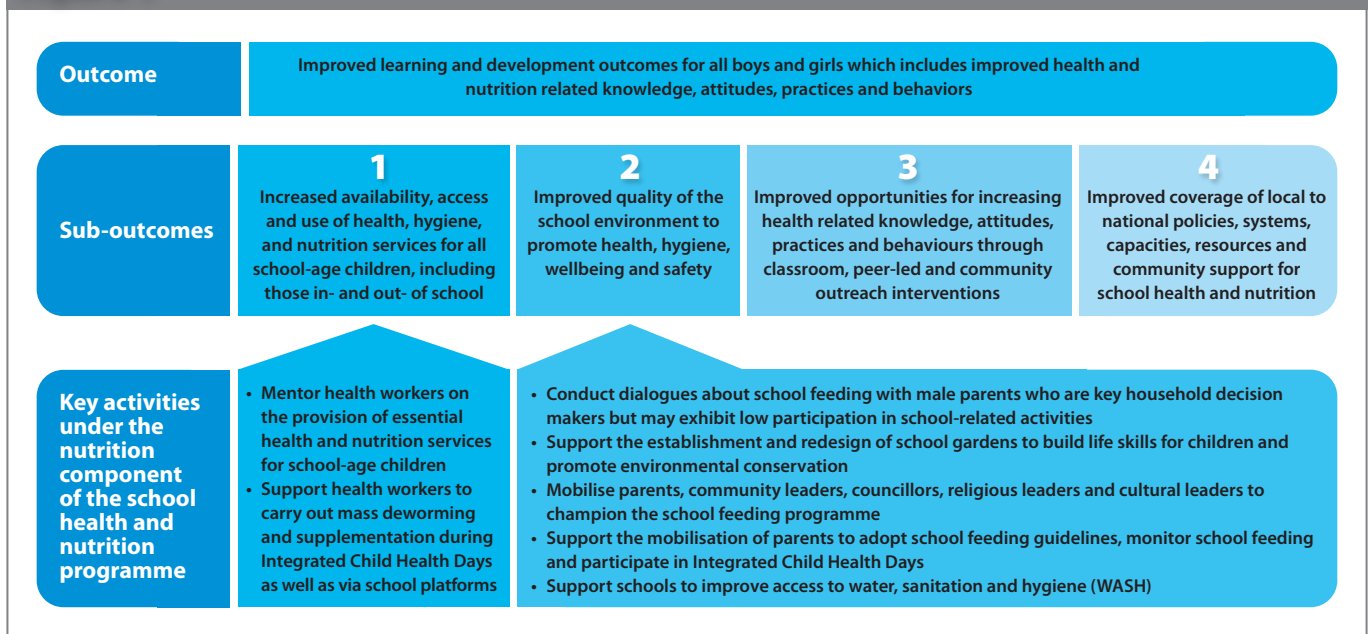 Outcome
Improved learning and development outcomes for all boys and girls which includes improved health and
nutrition related knowledge, attitudes, practices and behaviors
Sub-outcomes
1
Increased availability, access
and use of health, hygiene,
and nutrition services for all
school-age children, including
those in- and out- of school
2
Improved quality of the
school environment to
promote health, hygiene,
wellbeing and safety
3
Improved opportunities for increasing
health related knowledge, attitudes,
practices and behaviours through
classroom, peer-led and community
outreach interventions
4
Improved coverage of local to
national policies, systems,
capacities, resources and
community support for
school health and nutrition
Key activities
under the
nutrition
component
of the school
health and
nutrition
programme
• Mentor health workers on
the provision of essential
health and nutrition services
for school-age children
• Support health workers to
carry out mass deworming
and supplementation during
Integrated Child Health Days
as well as via school platforms
• Conduct dialogues about school feeding with male parents who are key household decision
makers but may exhibit low participation in school-related activities
• Support the establishment and redesign of school gardens to build life skills for children and
promote environmental conservation
• Mobilise parents, community leaders, councillors, religious leaders and cultural leaders to
champion the school feeding programme
• Support the mobilisation of parents to adopt school feeding guidelines, monitor school feeding
and participate in Integrated Child Health Days
• Support schools to improve access to water, sanitation and hygiene (WASH)